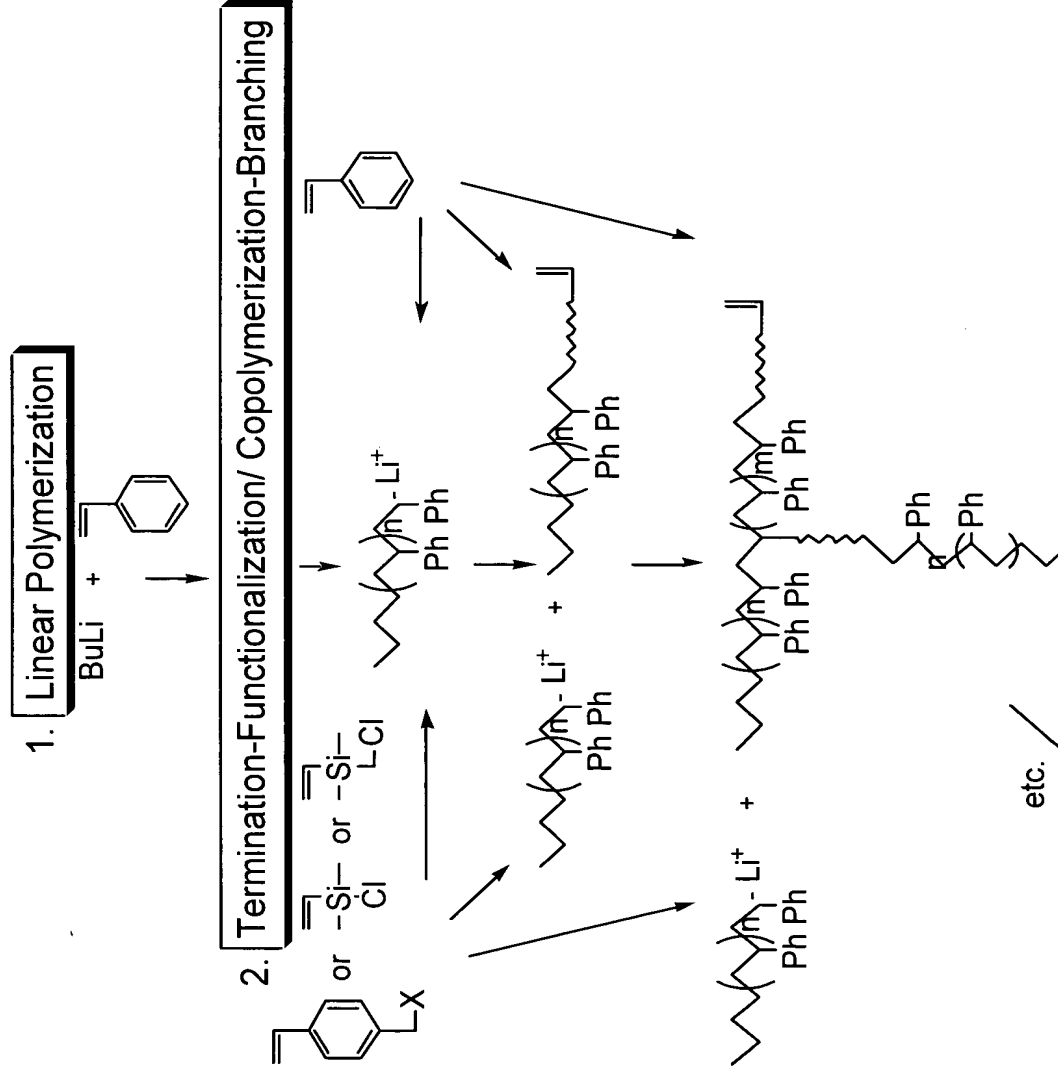 1. Linear Polymerization
BuLi +
2. Termination-Functionalization/ Copolymerization-Branching
X
or
-Si-
Cl
or
-Si-
Cl
n - Li+
Ph Ph
n - Li+
Ph Ph
+
n
Ph Ph
n - Li+
Ph Ph
+
n
Ph Ph
m
Ph Ph
Ph
n
Ph
etc.